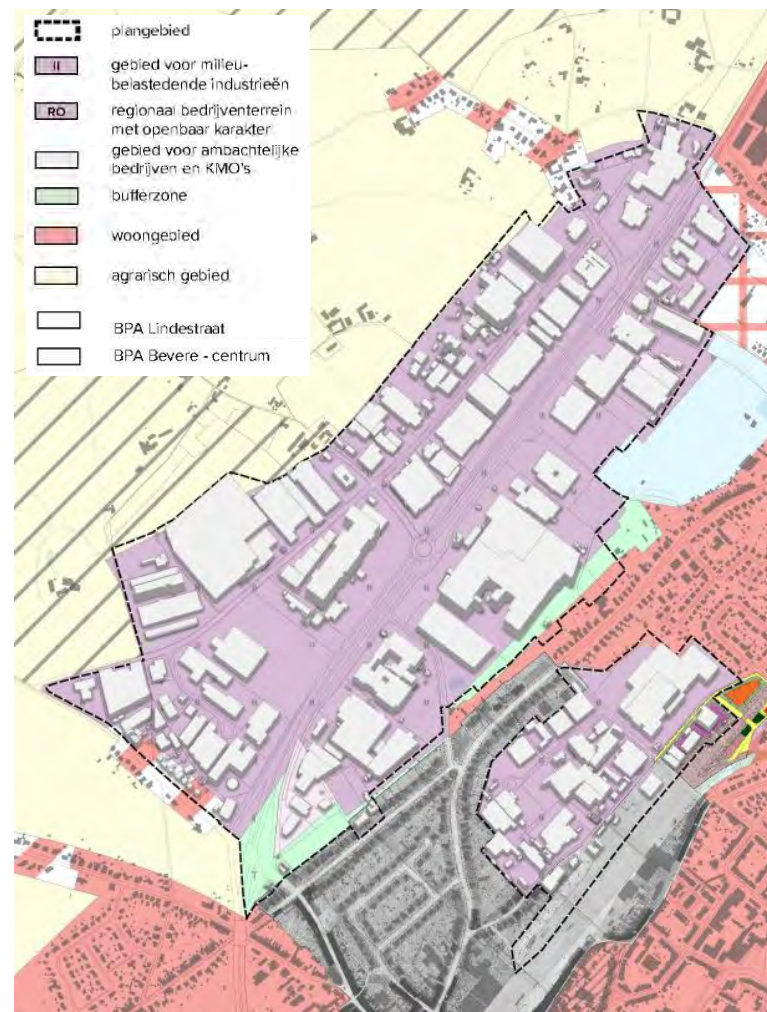 plangebied
II
gebied voor milieu-
belastedende industrieën
RO
regionaal bedrijventerrein
met openbaar karakter
gebied voor ambachtelijke
bedrijven en KMO's
bufferzone
woongebied
agrarisch gebied
BPA Lindestraat
BPA Bevere - centrum